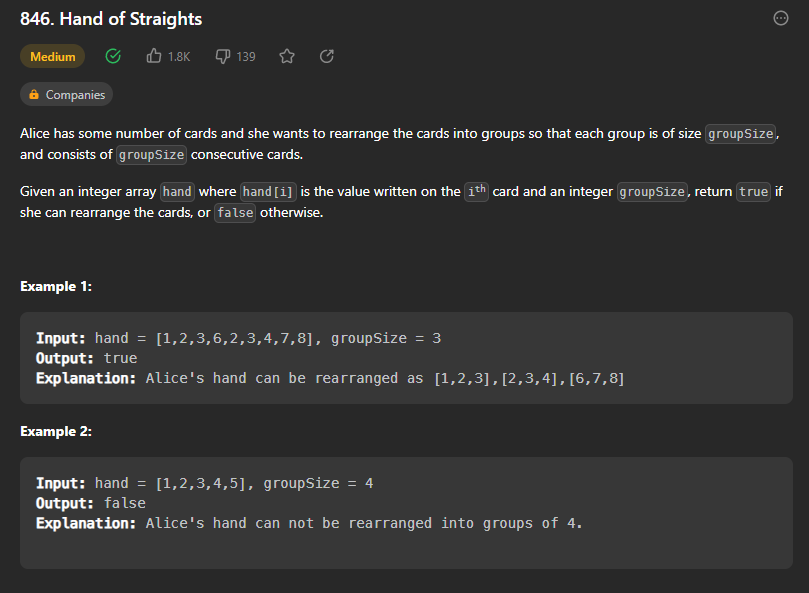 846. Hand of Straights
Medium 1.8K 139
Companies
Alice has some number of cards and she wants to rearrange the cards into groups so that each group is of size groupSize,
and consists of groupSize consecutive cards.
Given an integer array hand where hand[i] is the value written on the ith card and an integer groupSize, return true if
she can rearrange the cards, or false otherwise.
Example 1:
Input: hand = [1,2,3,6,2,3,4,7,8], groupSize = 3
Output: true
Explanation: Alice's hand can be rearranged as [1,2,3],[2,3,4],[6,7,8]
Example 2:
Input: hand = [1,2,3,4,5], groupSize = 4
Output: false
Explanation: Alice's hand can not be rearranged into groups of 4.